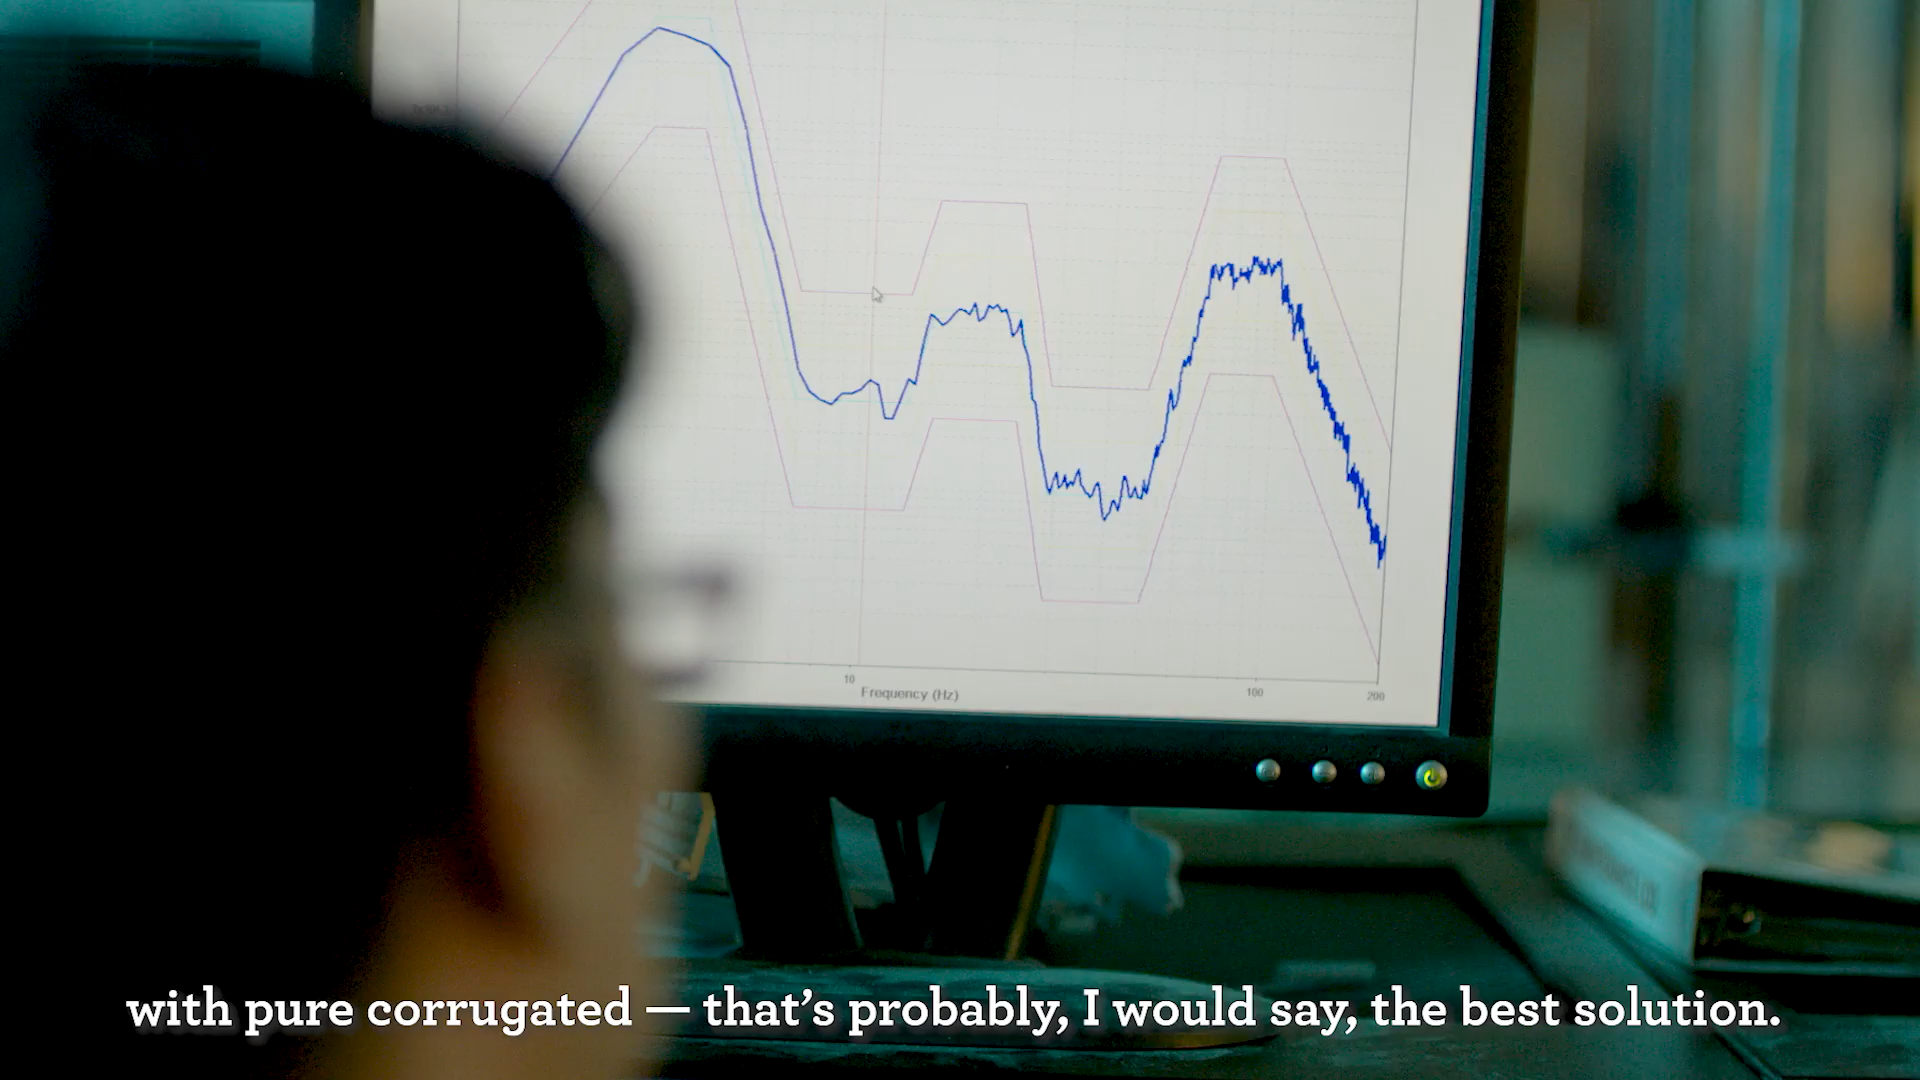 10
100
200
Frequency (Hz)
with pure corrugated — that's probably, I would say, the best solution.